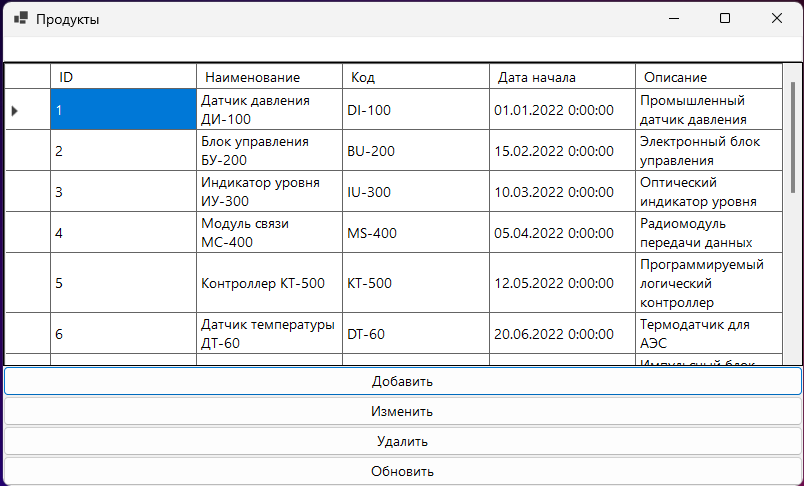 Продукты
ID Наименование Код Дата начала Описание
1 Датчик давления ДИ-100 DI-100 01.01.2022 0:00:00 Промышленный датчик давления
2 Блок управления БУ-200 BU-200 15.02.2022 0:00:00 Электронный блок управления
3 Индикатор уровня ИУ-300 IU-300 10.03.2022 0:00:00 Оптический индикатор уровня
4 Модуль связи МС-400 MS-400 05.04.2022 0:00:00 Радиомодуль передачи данных
5 Контроллер КТ-500 KT-500 12.05.2022 0:00:00 Программируемый логический контроллер
6 Датчик температуры ДТ-60 DT-60 20.06.2022 0:00:00 Термодатчик для АЭС
Импульсный блок
Добавить
Изменить
Удалить
Обновить